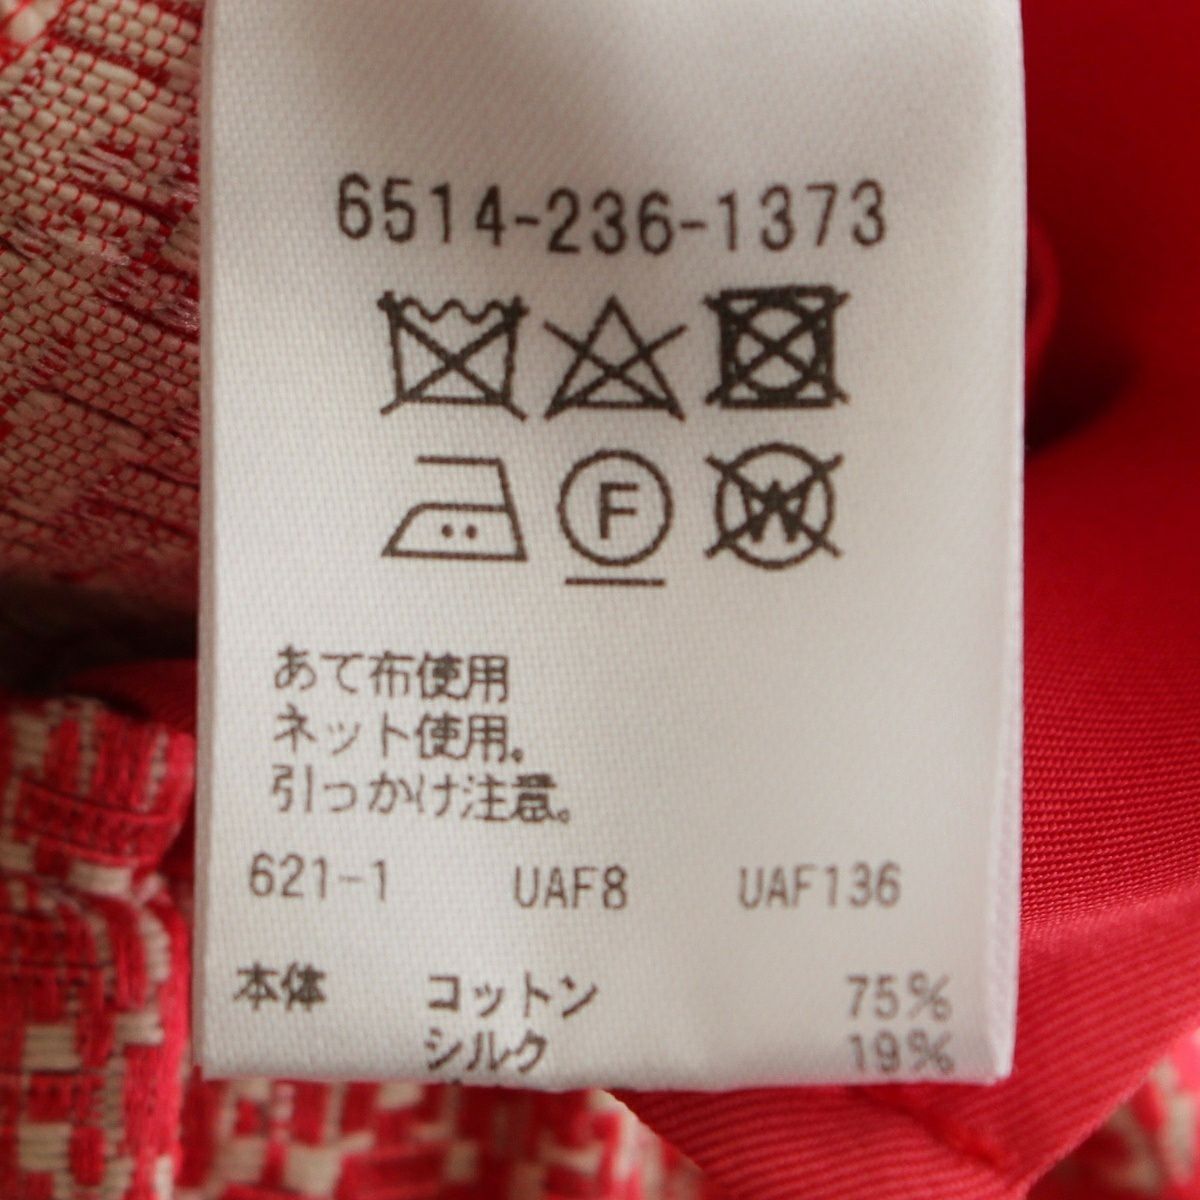 6514-236-1373
F
W
あて布使用
ネット使用。
引っかけ注意。
621-1 UAF8 UAF136
本体 コットン 75%
シルク 19%